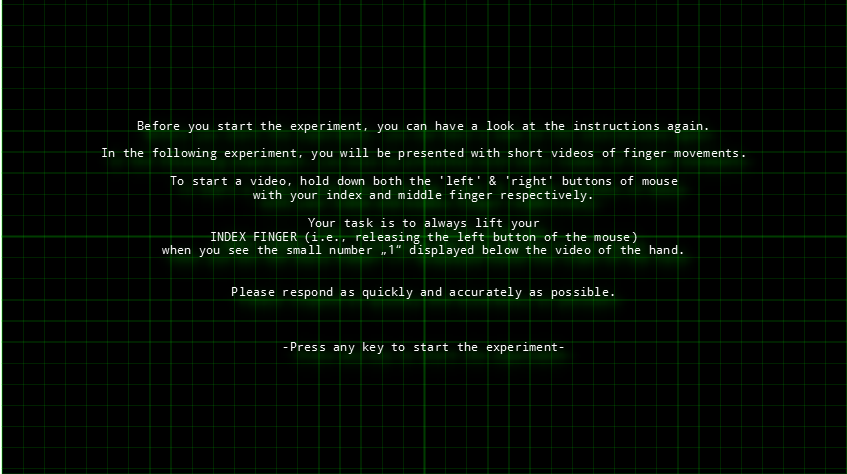 Before you start the experiment, you can have a look at the instructions again.
In the following experiment, you will be presented with short videos of finger movements.
To start a video, hold down both the 'left' & 'right' buttons of mouse
with your index and middle finger respectively.
Your task is to always lift your
INDEX FINGER (i.e., releasing the left button of the mouse)
when you see the small number „1“ displayed below the video of the hand.
Please respond as quickly and accurately as possible.
-Press any key to start the experiment-